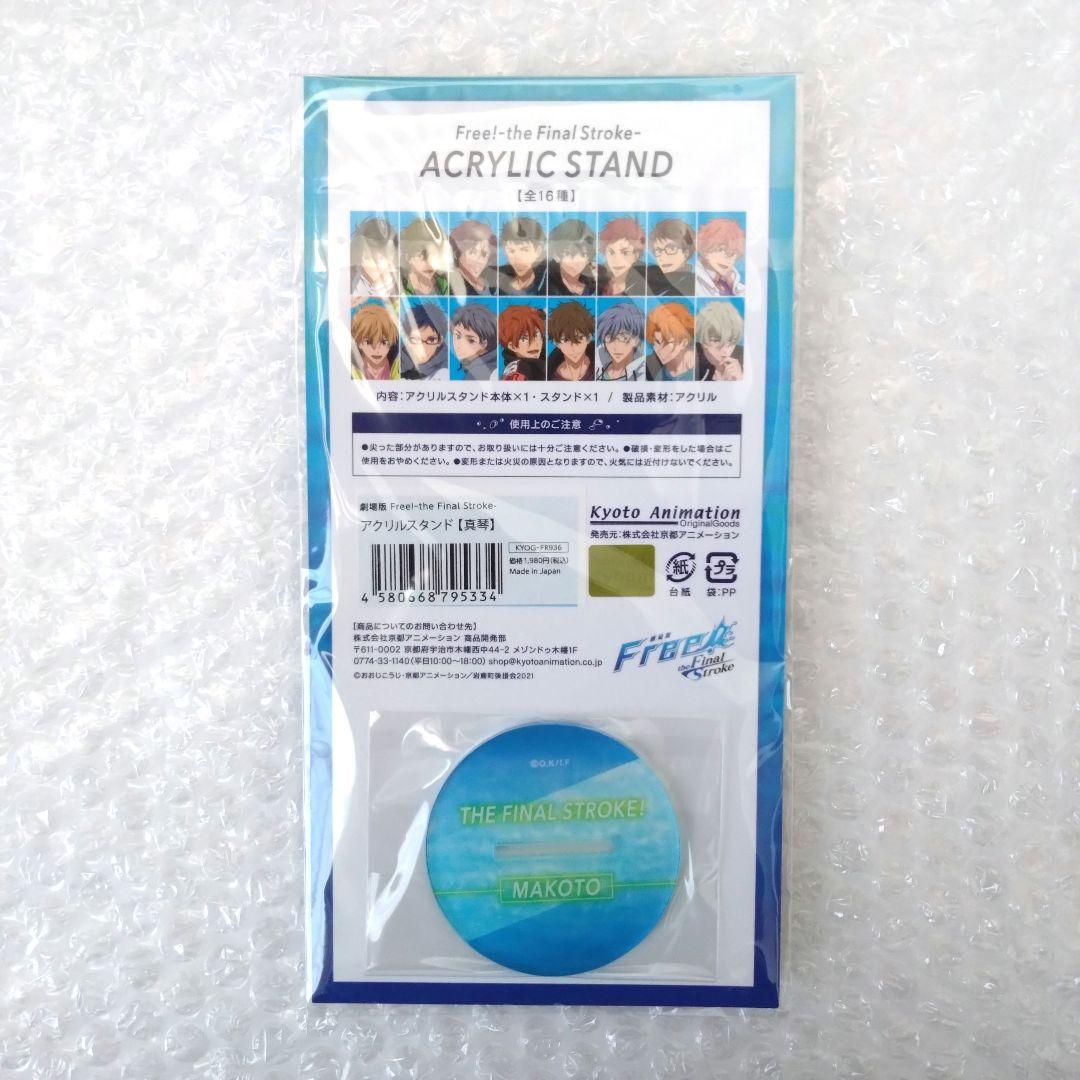 Free!-the Final Stroke-
ACRYLIC STAND
【全16種】
内容:アクリルスタンド本体×1・スタンド×1 / 製品素材:アクリル
使用上のご注意
●尖った部分がありますので、お取り扱いには十分ご注意ください。●破損・変形をした場合はご
使用をおやめください。●変形または火災の原因となりますので、火気には近付けないでください。
劇場版 Free!-the Final Stroke-
アクリルスタンド【真琴】
KYOG-FR936
価格1,980円(税込)
Made in Japan
4 580668 795334
Kyoto Animation
OriginalGoods
発売元:株式会社京都アニメーション
紙
台紙
プラ
袋:PP
【商品についてのお問い合わせ先】
株式会社京都アニメーション 商品開発部
〒611-0002 京都府宇治市木幡西中44-2 メゾンドゥ木幡1F
0774-33-1140(平日10:00〜18:00) shop@kyotoanimation.co.jp
©おおじこうじ・京都アニメーション/岩鳶町後援会2021
劇場版
Free!
the Final
Stroke
©O.K/I.F
THE FINAL STROKE!
MAKOTO